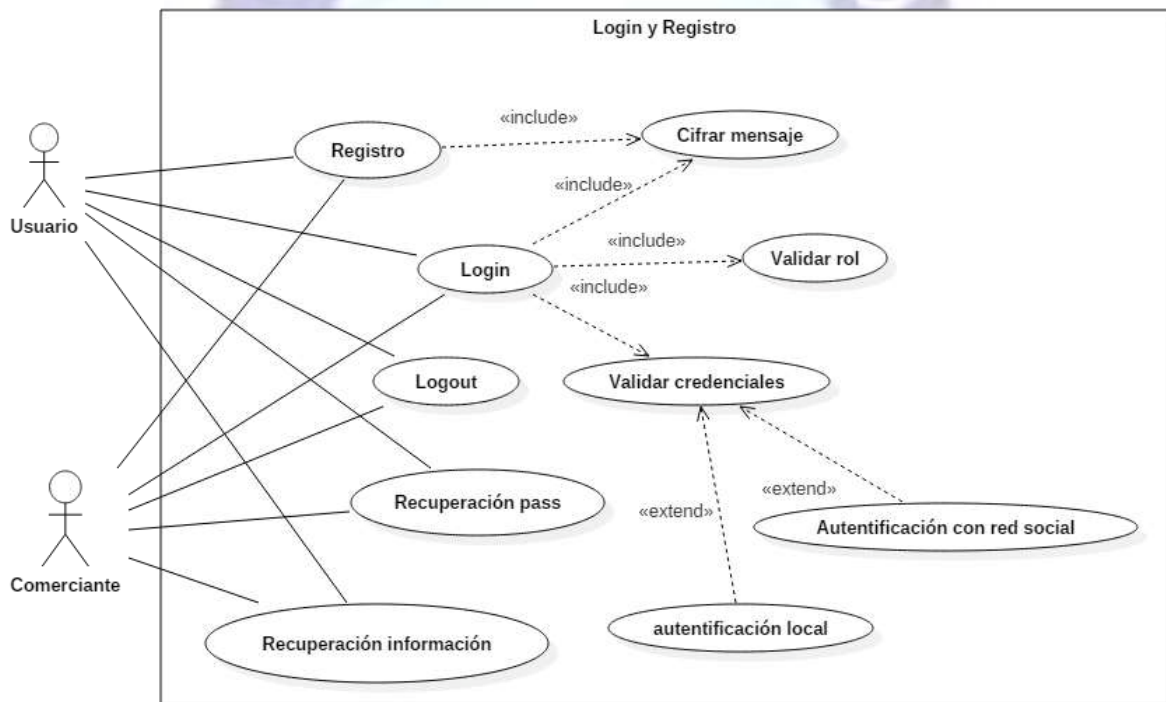 Login y Registro
Usuario
Registro
«include»
Cifrar mensaje
«include»
Login
«include»
Validar rol
«include»
Logout
Validar credenciales
Comerciante
Recuperación pass
«extend»
«extend»
Autentificación con red social
Recuperación información
autentificación local